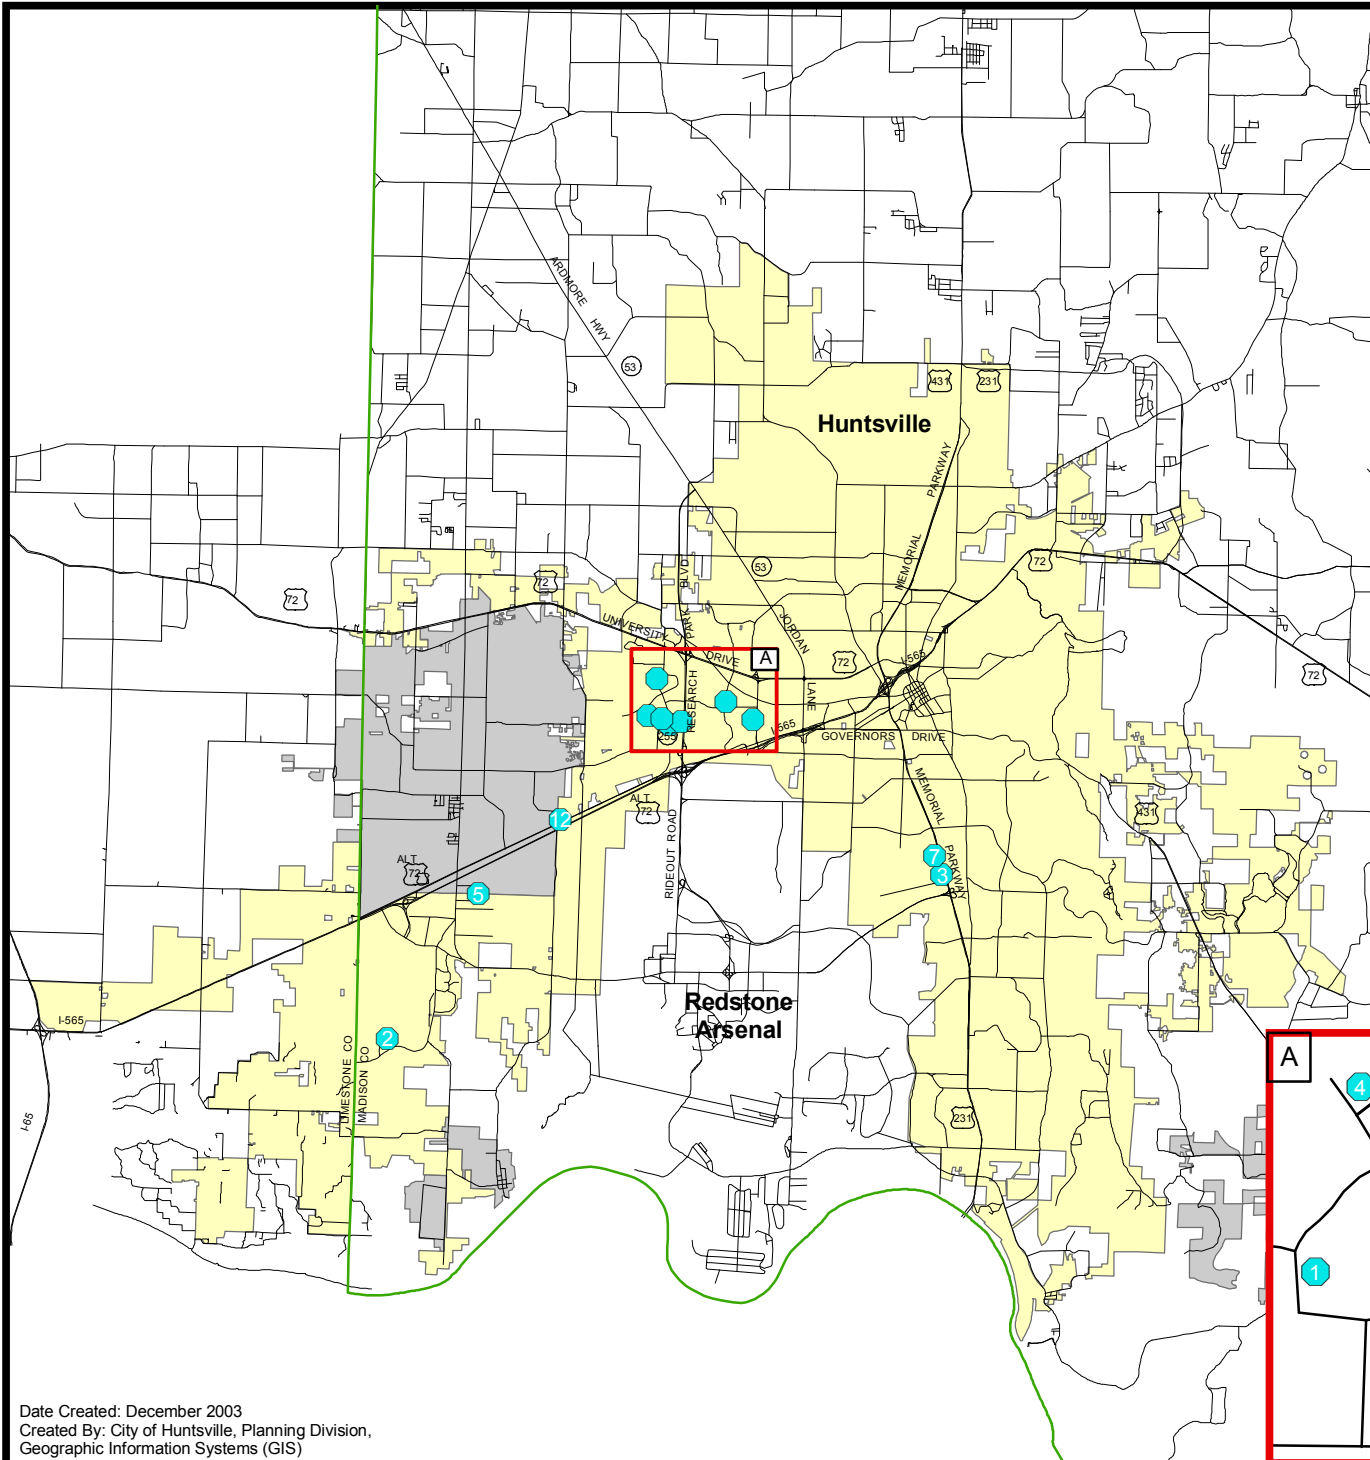 ARDMORE HWY
53
431
231
Huntsville
MEMORIAL PARKWAY
72
72
72
53
PARK BLVD
UNIVERSITY DRIVE
JORDAN
A
72
I-565
72
RESEARCH
LANE
255
I-565
GOVERNORS DRIVE
ALT
72
MEMORIAL PARKWAY
431
12
RIDEOUT ROAD
7
3
ALT
72
5
Redstone
Arsenal
I-565
2
LIMESTONE CO
MADISON CO
A
4
I-65
231
1
Date Created: December 2003
Created By: City of Huntsville, Planning Division,
Geographic Information Systems (GIS)